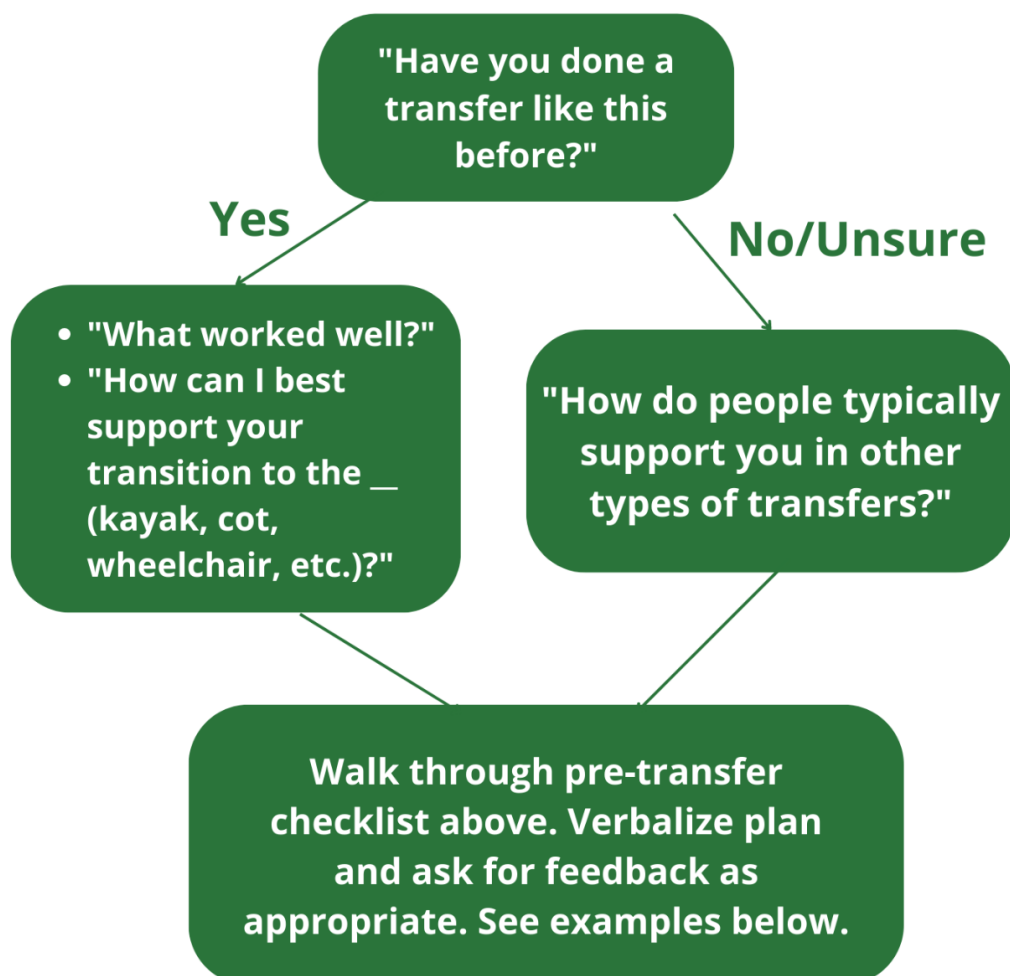 "Have you done a
transfer like this
before?"
Yes
No/Unsure
• "What worked well?"
• "How can I best
support your
transition to the __
(kayak, cot,
wheelchair, etc.)?"
"How do people typically
support you in other
types of transfers?"
Walk through pre-transfer
checklist above. Verbalize plan
and ask for feedback as
appropriate. See examples below.